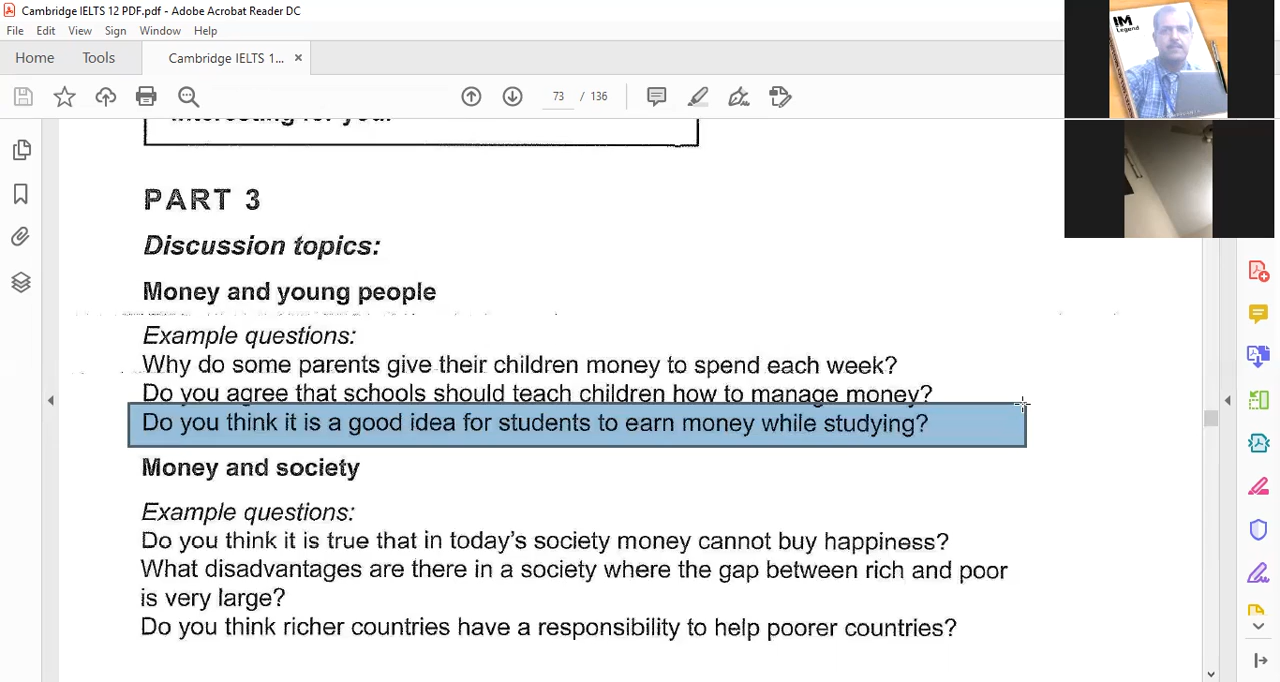 Cambridge IELTS 12 PDF.pdf - Adobe Acrobat Reader DC
File Edit View Sign Window Help
Home Tools Cambridge IELTS 1... ×
73 / 136
interesting for you.
PART 3
Discussion topics:
Money and young people
Example questions:
Why do some parents give their children money to spend each week?
Do you agree that schools should teach children how to manage money?
Do you think it is a good idea for students to earn money while studying?
Money and society
Example questions:
Do you think it is true that in today's society money cannot buy happiness?
What disadvantages are there in a society where the gap between rich and poor
is very large?
Do you think richer countries have a responsibility to help poorer countries?
IM
Legend